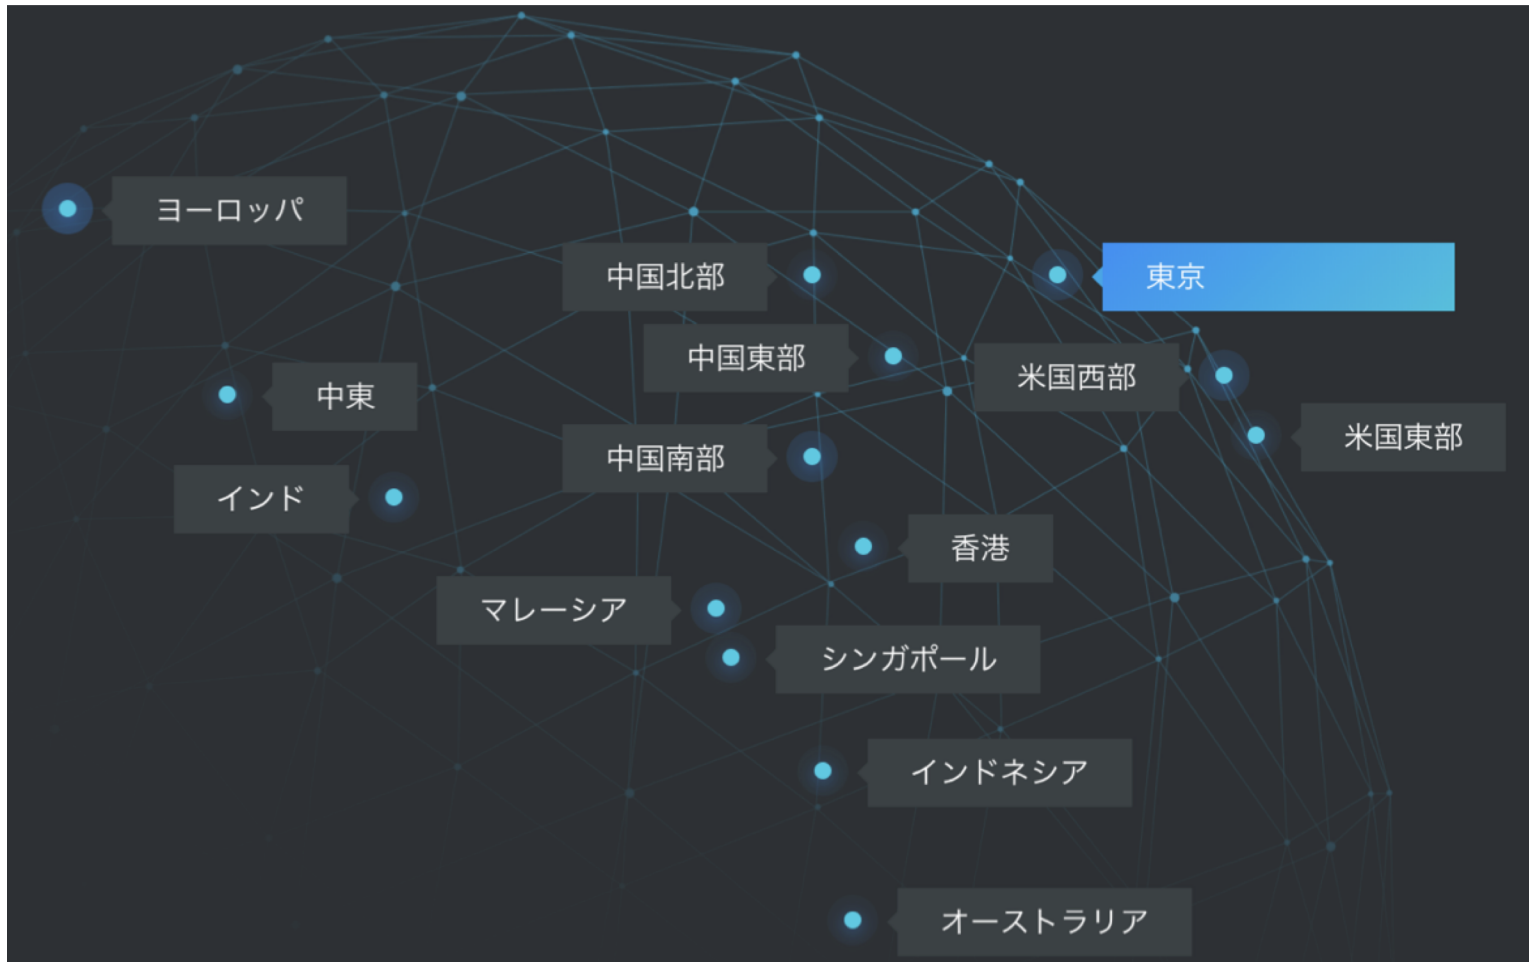 ヨーロッパ
中国北部
東京
中国東部
米国西部
中東
米国東部
中国南部
インド
香港
マレーシア
シンガポール
インドネシア
オーストラリア